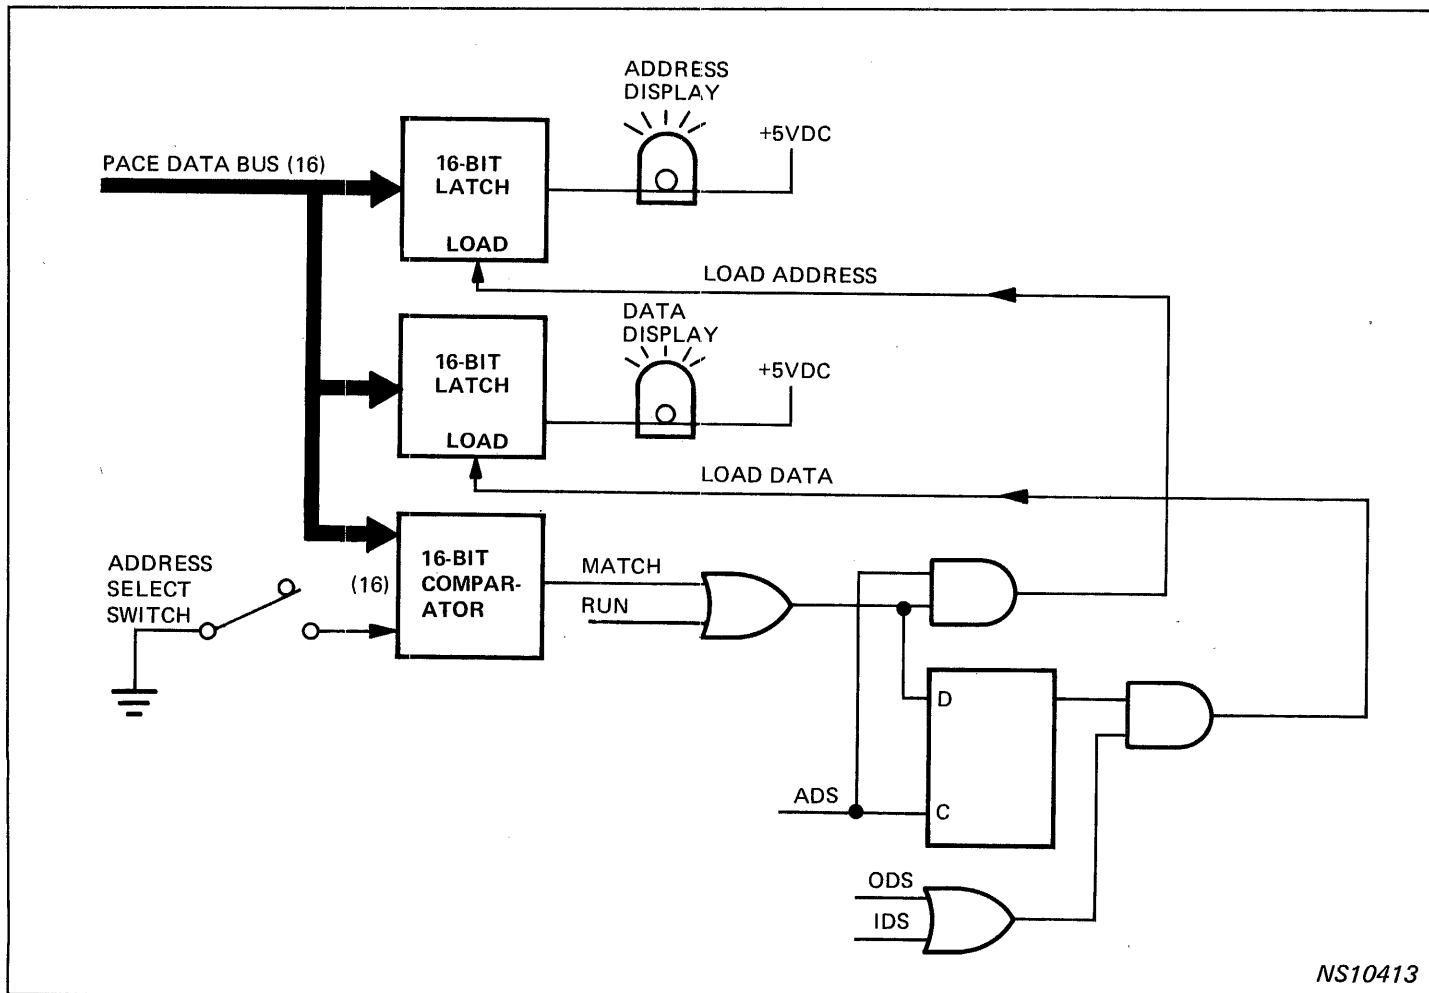 ADDRESS
DISPLAY
+5VDC
PACE DATA BUS (16)
16-BIT
LATCH
LOAD
LOAD ADDRESS
DATA
DISPLAY
+5VDC
16-BIT
LATCH
LOAD
LOAD DATA
ADDRESS
SELECT
SWITCH
(16)
16-BIT
COMPAR-
ATOR
MATCH
RUN
D
ADS
C
ODS
IDS
NS10413